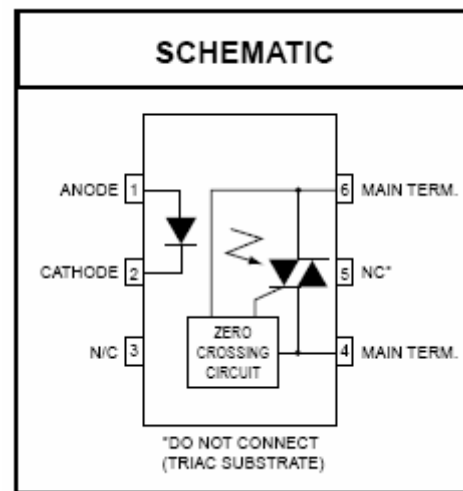 SCHEMATIC
ANODE 1
6 MAIN TERM.
CATHODE 2
5 NC*
N/C 3
ZERO
CROSSING
CIRCUIT
4 MAIN TERM.
*DO NOT CONNECT
(TRIAC SUBSTRATE)